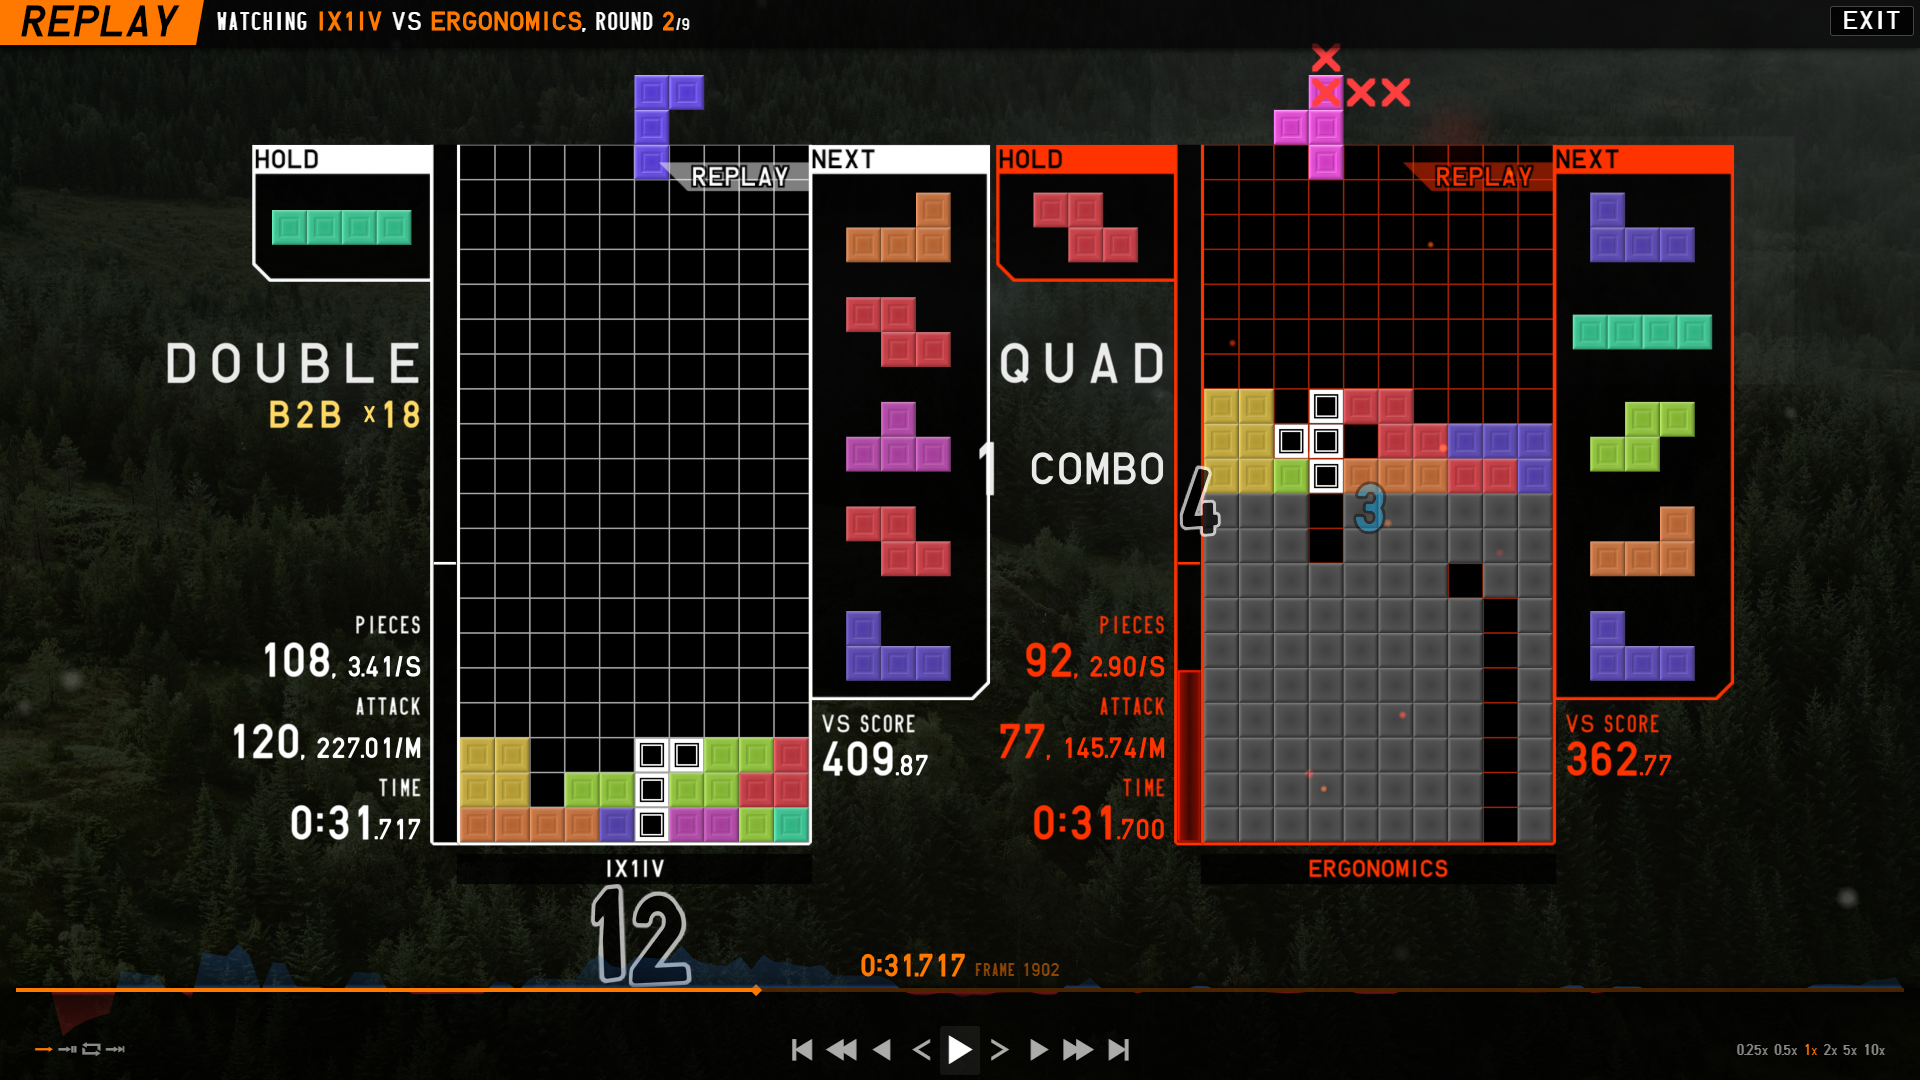 REPLAY
WATCHING IX1IV VS ERGONOMICS, ROUND 2/9
EXIT
HOLD
REPLAY
NEXT
DOUBLE
B2B x18
PIECES
108, 3.41/S
ATTACK
120, 227.01/M
TIME
0:31.717
VS SCORE
409.87
IX1IV
12
HOLD
REPLAY
NEXT
QUAD
1 COMBO
4
3
PIECES
92, 2.90/S
ATTACK
77, 145.74/M
TIME
0:31.700
VS SCORE
362.77
ERGONOMICS
0:31.717 FRAME 1902
0.25x 0.5x 1x 2x 5x 10x